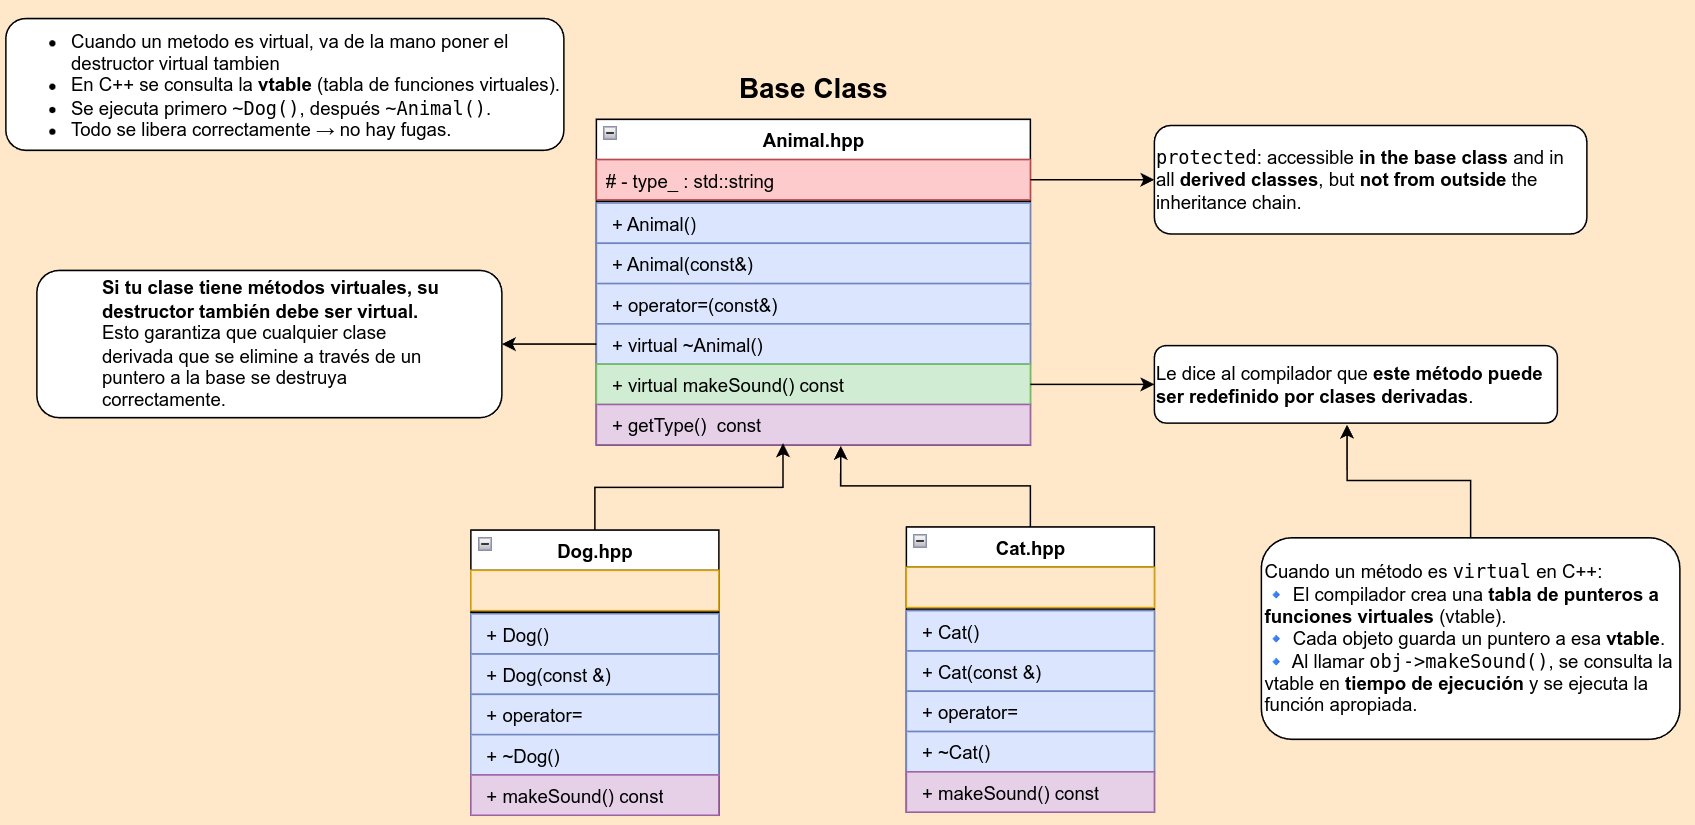 • Cuando un metodo es virtual, va de la mano poner el
destructor virtual tambien
• En C++ se consulta la vtable (tabla de funciones virtuales).
• Se ejecuta primero ~Dog(), después ~Animal().
• Todo se libera correctamente → no hay fugas.
Base Class
Animal.hpp
# - type_ : std::string
+ Animal()
+ Animal(const&)
+ operator=(const&)
+ virtual ~Animal()
+ virtual makeSound() const
+ getType()  const
protected: accessible in the base class and in
all derived classes, but not from outside the
inheritance chain.
Si tu clase tiene métodos virtuales, su
destructor también debe ser virtual.
Esto garantiza que cualquier clase
derivada que se elimine a través de un
puntero a la base se destruya
correctamente.
Le dice al compilador que este método puede
ser redefinido por clases derivadas.
Dog.hpp
+ Dog()
+ Dog(const &)
+ operator=
+ ~Dog()
+ makeSound() const
Cat.hpp
+ Cat()
+ Cat(const &)
+ operator=
+ ~Cat()
+ makeSound() const
Cuando un método es virtual en C++:
🔹 El compilador crea una tabla de punteros a
funciones virtuales (vtable).
🔹 Cada objeto guarda un puntero a esa vtable.
🔹 Al llamar obj->makeSound(), se consulta la
vtable en tiempo de ejecución y se ejecuta la
función apropiada.